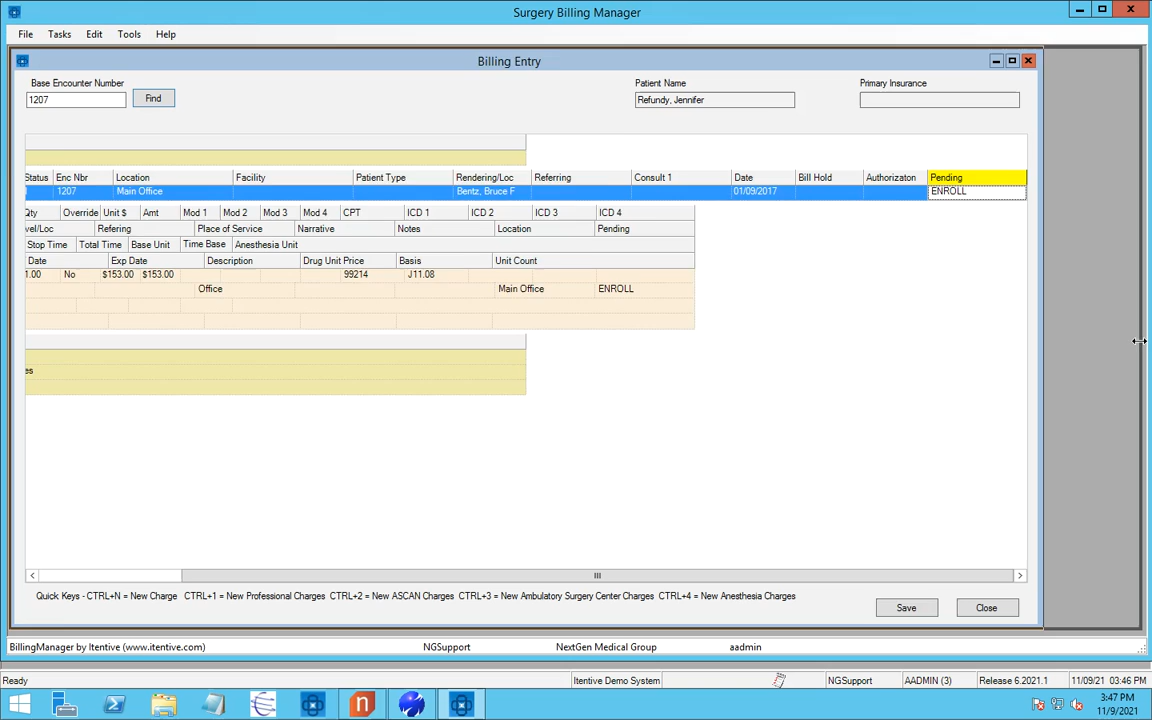 Surgery Billing Manager
File Tasks Edit Tools Help
Billing Entry
Base Encounter Number Patient Name Primary Insurance
1207 Find Refundy, Jennifer
Status Enc Nbr Location Facility Patient Type Rendering/Loc Referring Consult 1 Date Bill Hold Authorizaton Pending
1207 Main Office Bentz, Bruce F 01/09/2017 ENROLL
Qty Override Unit $ Amt Mod 1 Mod 2 Mod 3 Mod 4 CPT ICD 1 ICD 2 ICD 3 ICD 4
vel/Loc Refering Place of Service Narrative Notes Location Pending
Stop Time Total Time Base Unit Time Base Anesthesia Unit
Date Exp Date Description Drug Unit Price Basis Unit Count
1.00 No $153.00 $153.00 99214 J11.08
Office Main Office ENROLL
es
Quick Keys - CTRL+N = New Charge CTRL+1 = New Professional Charges CTRL+2 = New ASCAN Charges CTRL+3 = New Ambulatory Surgery Center Charges CTRL+4 = New Anesthesia Charges
Save Close
BillingManager by Itentive (www.itentive.com) NGSupport NextGen Medical Group aadmin
Ready Itentive Demo System NGSupport AADMIN (3) Release 6.2021.1 11/09/21 03:46 PM
n 3:47 PM
11/9/2021